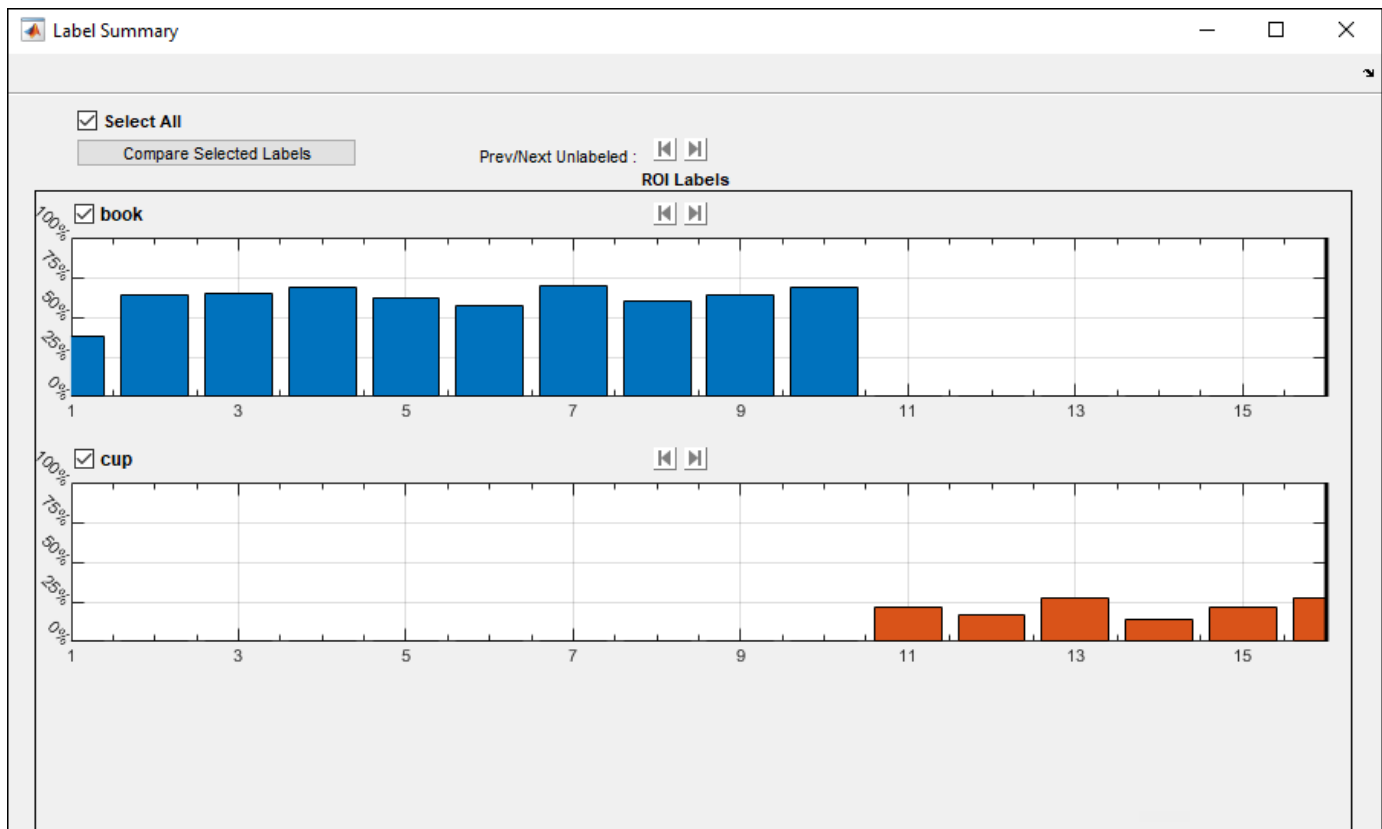 Label Summary
Select All
Compare Selected Labels
Prev/Next Unlabeled :
ROI Labels
book
100%
75%
50%
25%
0%
1 3 5 7 9 11 13 15
cup
100%
75%
50%
25%
0%
1 3 5 7 9 11 13 15